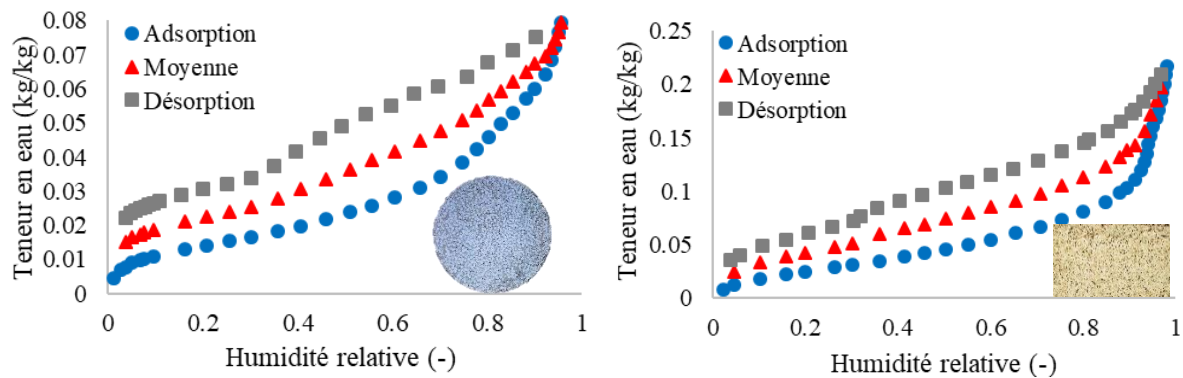 0.08
0.07
0.06
0.05
0.04
0.03
0.02
0.01
0
Teneur en eau (kg/kg)
Adsorption
Moyenne
Désorption
0 0.2 0.4 0.6 0.8 1
Humidité relative (-)
0.25
0.2
0.15
0.1
0.05
0
Teneur en eau (kg/kg)
Adsorption
Moyenne
Désorption
0 0.2 0.4 0.6 0.8 1
Humidité relative (-)